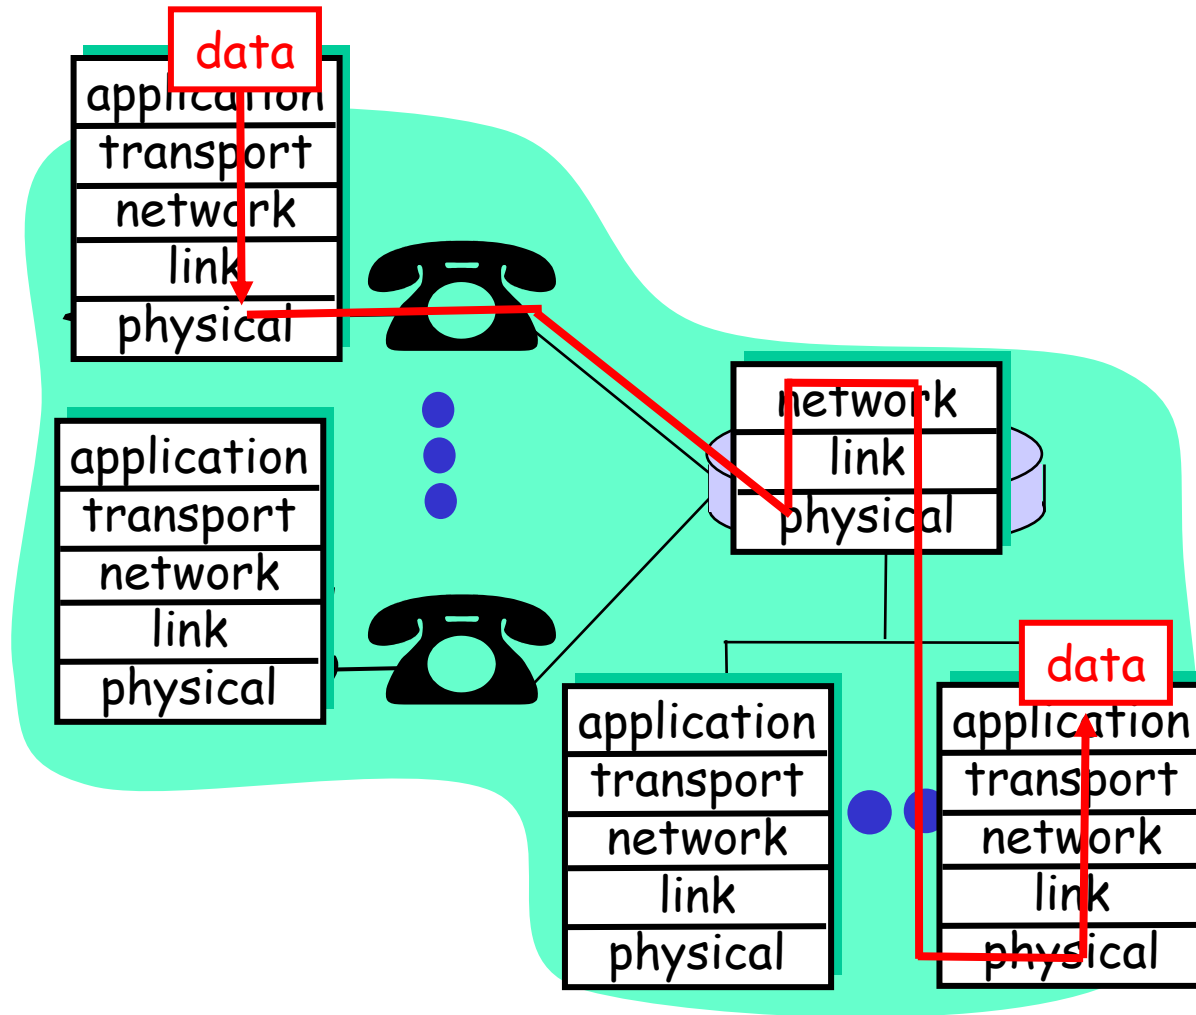 data
application
transport
network
link
physical
application
transport
network
link
physical
network
link
physical
application
transport
network
link
physical
data
application
transport
network
link
physical